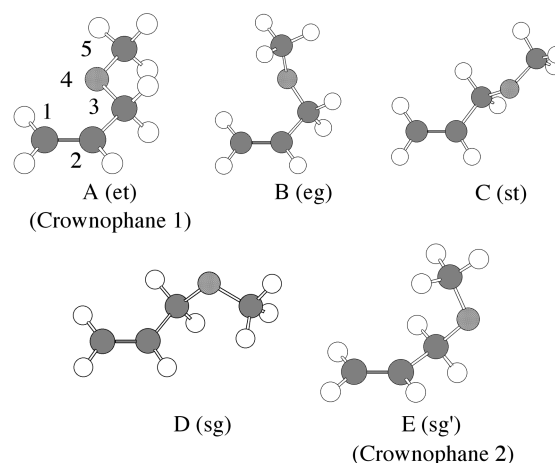 5
4
1
3
2
A (et)
(Crownophane 1)
B (eg)
C (st)
D (sg)
E (sg')
(Crownophane 2)